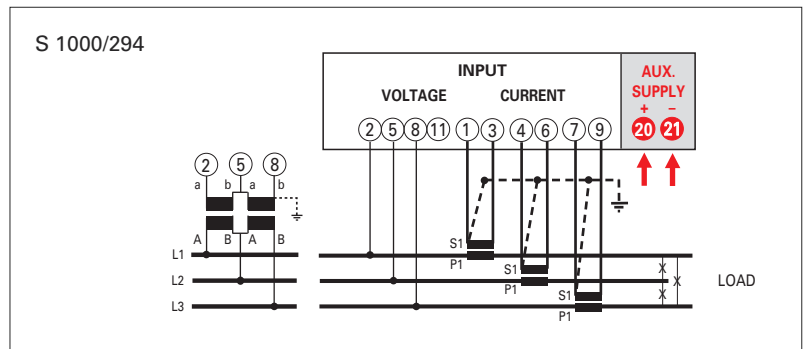 S 1000/294
INPUT
AUX.
SUPPLY
VOLTAGE CURRENT
+ –
2 5 8 11 1 3 4 6 7 9 20 21
2 5 8
a b a b
A B A B
S1
P1
L1
S1
P1
L2
S1
P1
L3
X
X
X
LOAD